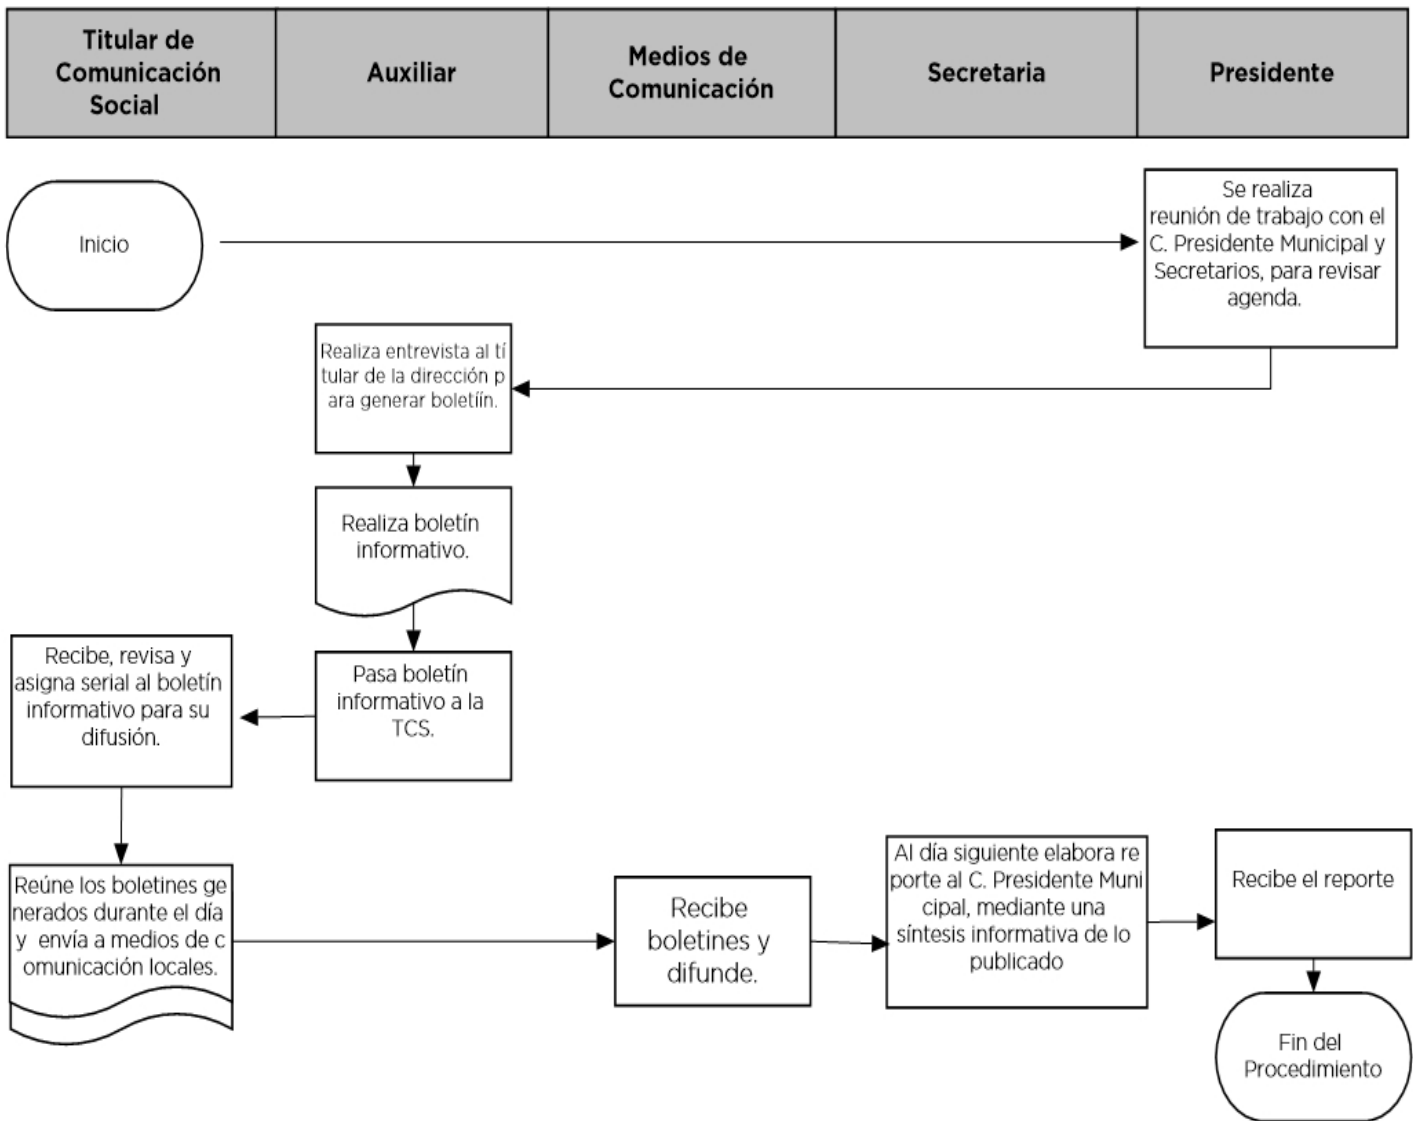 Titular de
Comunicación
Social
Auxiliar
Medios de
Comunicación
Secretaria
Presidente
Inicio
Se realiza
reunión de trabajo con el
C. Presidente Municipal y
Secretarios, para revisar
agenda.
Realiza entrevista al tí
tular de la dirección p
ara generar boletiín.
Realiza boletín
informativo.
Pasa boletín
informativo a la
TCS.
Recibe, revisa y
asigna serial al boletín
informativo para su
difusión.
Reúne los boletines ge
nerados durante el día
y envía a medios de c
omunicación locales.
Recibe
boletines y
difunde.
Al día siguiente elabora re
porte al C. Presidente Muni
cipal, mediante una
síntesis informativa de lo
publicado
Recibe el reporte
Fin del
Procedimiento